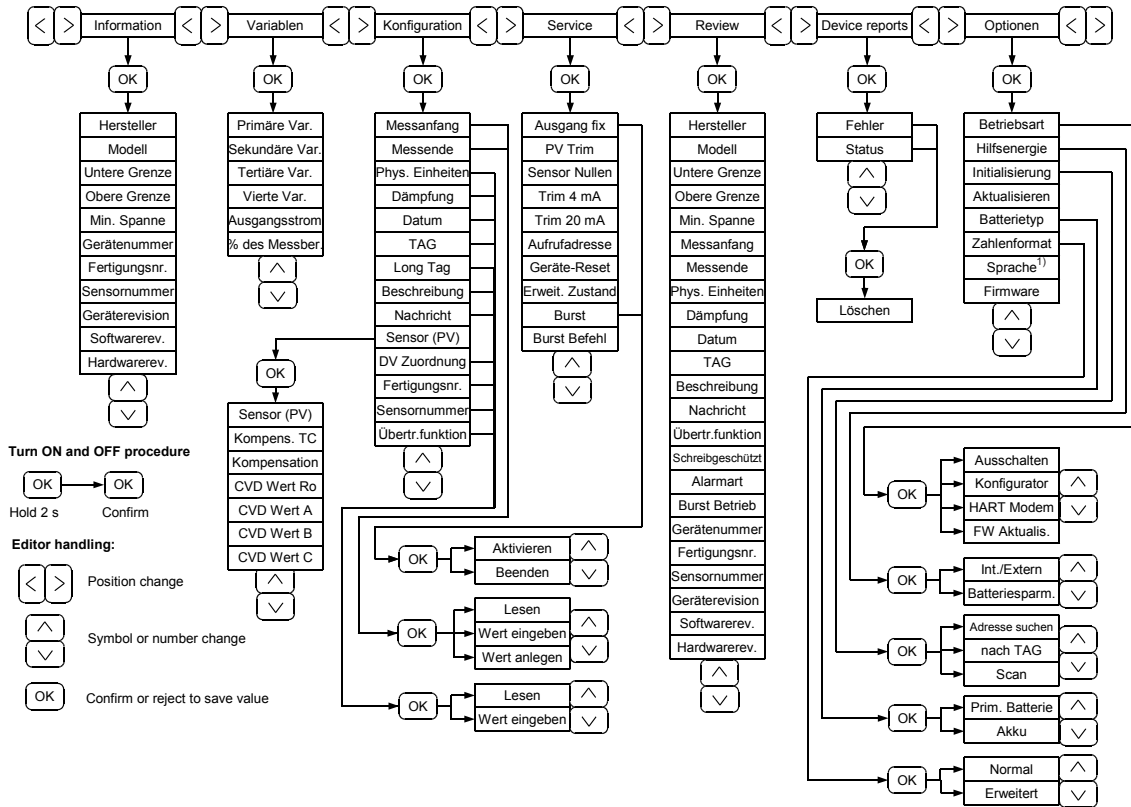 Information
Variablen
Konfiguration
Service
Review
Device reports
Optionen
OK
OK
OK
OK
OK
OK
OK
Hersteller
Modell
Untere Grenze
Obere Grenze
Min. Spanne
Gerätenummer
Fertigungsnr.
Sensornummer
Geräterevision
Softwarerev.
Hardwarerev.
Primäre Var.
Sekundäre Var.
Tertiäre Var.
Vierte Var.
Ausgangsstrom
% des Messber.
Messanfang
Messende
Phys. Einheiten
Dämpfung
Datum
TAG
Long Tag
Beschreibung
Nachricht
Sensor (PV)
DV Zuordnung
Fertigungsnr.
Sensornummer
Übertr.funktion
OK
Sensor (PV)
Kompens. TC
Kompensation
CVD Wert Ro
CVD Wert A
CVD Wert B
CVD Wert C
Ausgang fix
PV Trim
Sensor Nullen
Trim 4 mA
Trim 20 mA
Aufrufadresse
Geräte-Reset
Erweit. Zustand
Burst
Burst Befehl
OK
Aktivieren
Beenden
OK
Lesen
Wert eingeben
Wert anlegen
OK
Lesen
Wert eingeben
Hersteller
Modell
Untere Grenze
Obere Grenze
Min. Spanne
Messanfang
Messende
Phys. Einheiten
Dämpfung
Datum
TAG
Beschreibung
Nachricht
Übertr.funktion
Schreibgeschützt
Alarmart
Burst Betrieb
Gerätenummer
Fertigungsnr.
Sensornummer
Geräterevision
Softwarerev.
Hardwarerev.
Fehler
Status
OK
Löschen
Betriebsart
Hilfsenergie
Initialisierung
Aktualisieren
Batterietyp
Zahlenformat
Sprache1)
Firmware
OK
Ausschalten
Konfigurator
HART Modem
FW Aktualis.
OK
Int./Extern
Batteriesparm.
OK
Adresse suchen
nach TAG
Scan
OK
Prim. Batterie
Akku
OK
Normal
Erweitert
Turn ON and OFF procedure
OK
OK
Hold 2 s
Confirm
Editor handling:
Position change
Symbol or number change
OK
Confirm or reject to save value